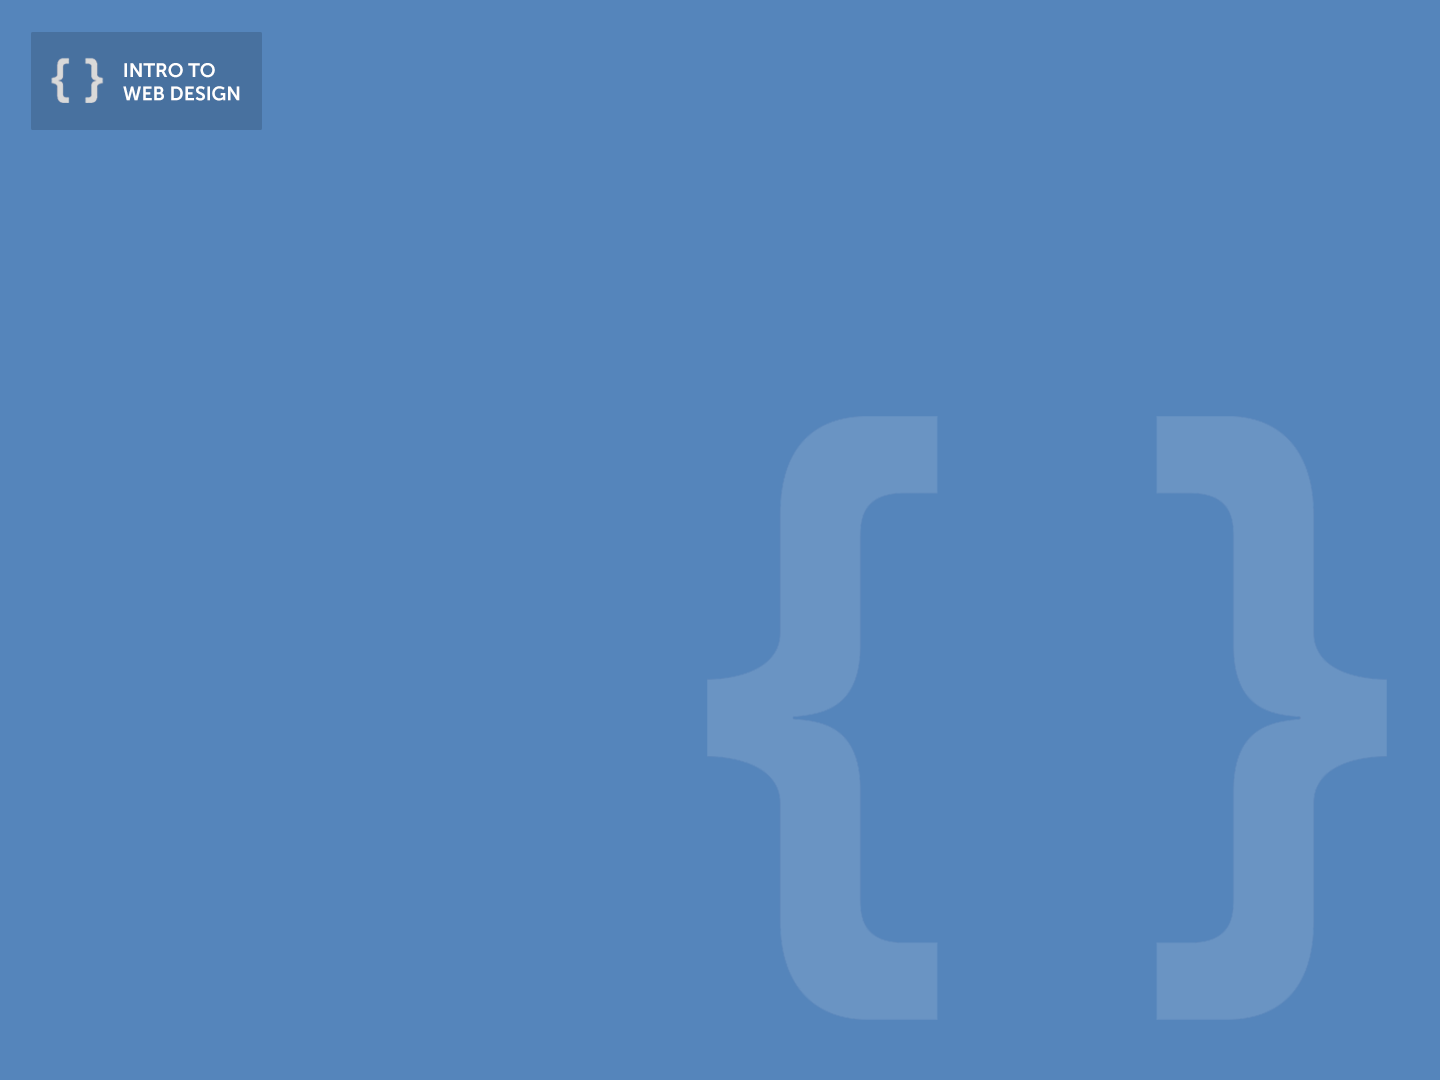 { } INTRO TO
WEB DESIGN
{ }